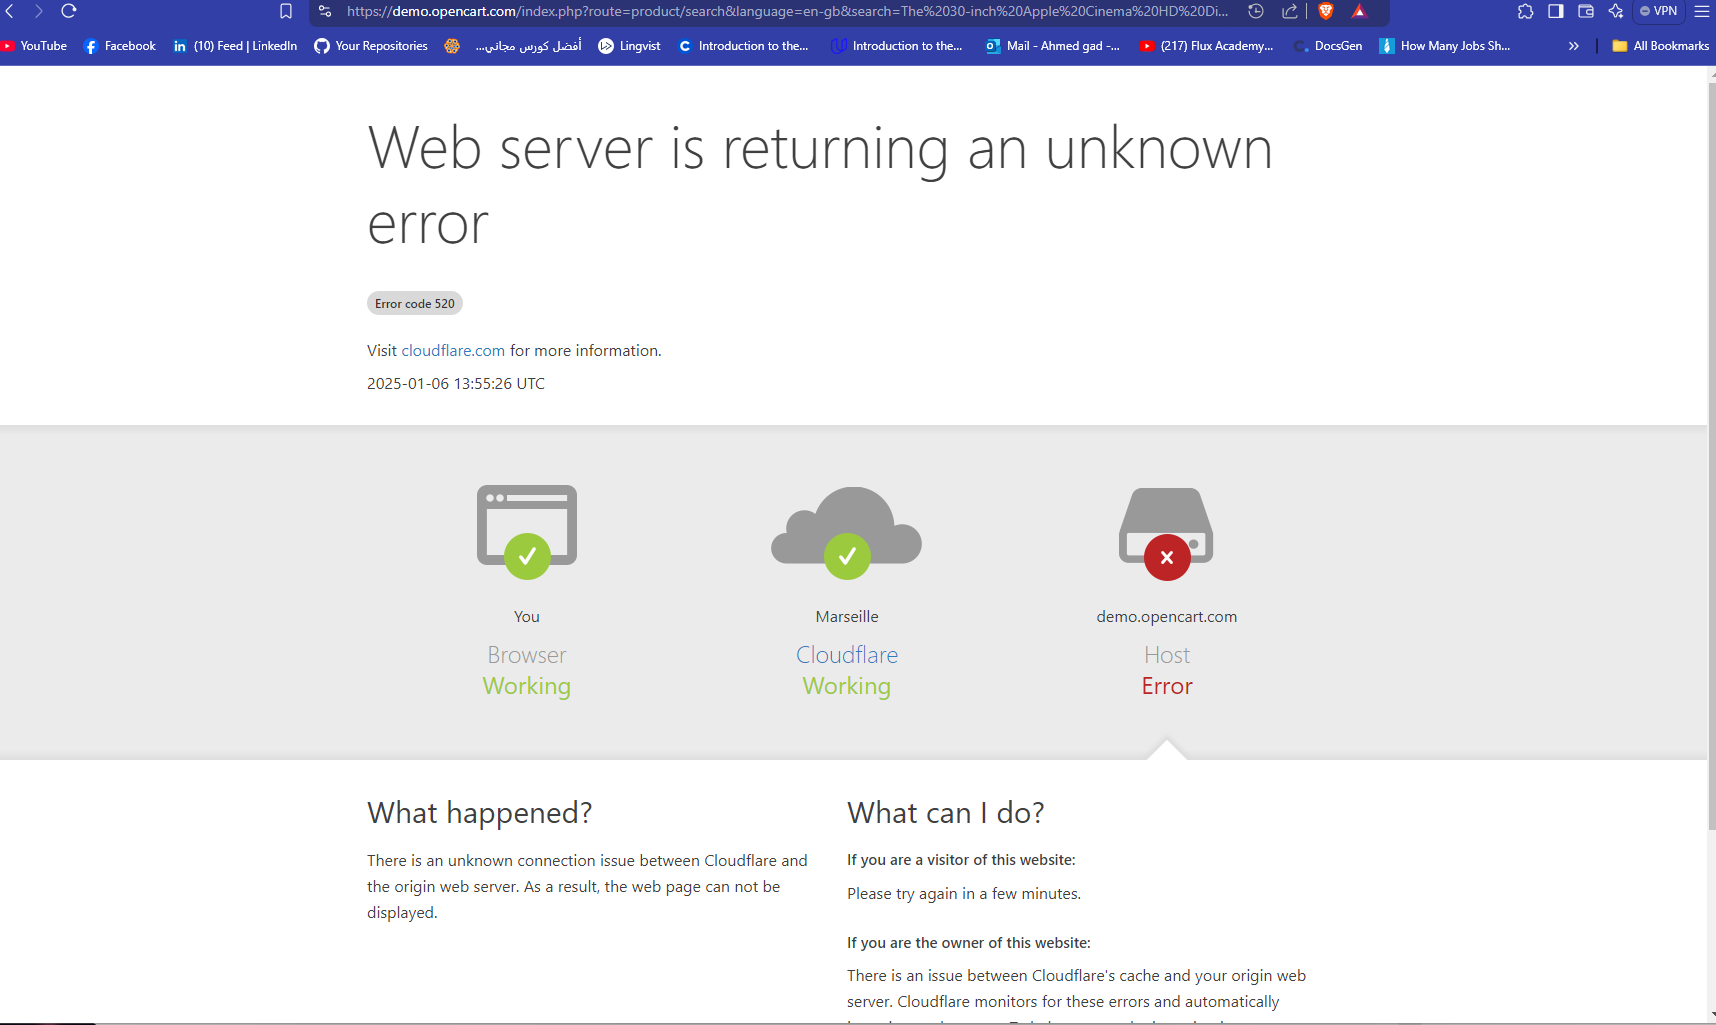 https://demo.opencart.com/index.php?route=product/search&language=en-gb&search=The%2030-inch%20Apple%20Cinema%20HD%20Di...
VPN
YouTube
Facebook
(10) Feed | LinkedIn
Your Repositories
أفضل كورس مجاني...
Lingvist
Introduction to the...
Introduction to the...
Mail - Ahmed gad -...
(217) Flux Academy...
DocsGen
How Many Jobs Sh...
All Bookmarks
Web server is returning an unknown
error
Error code 520
Visit cloudflare.com for more information.
2025-01-06 13:55:26 UTC
You
Browser
Working
Marseille
Cloudflare
Working
demo.opencart.com
Host
Error
What happened?
There is an unknown connection issue between Cloudflare and
the origin web server. As a result, the web page can not be
displayed.
What can I do?
If you are a visitor of this website:
Please try again in a few minutes.
If you are the owner of this website:
There is an issue between Cloudflare's cache and your origin web
server. Cloudflare monitors for these errors and automatically